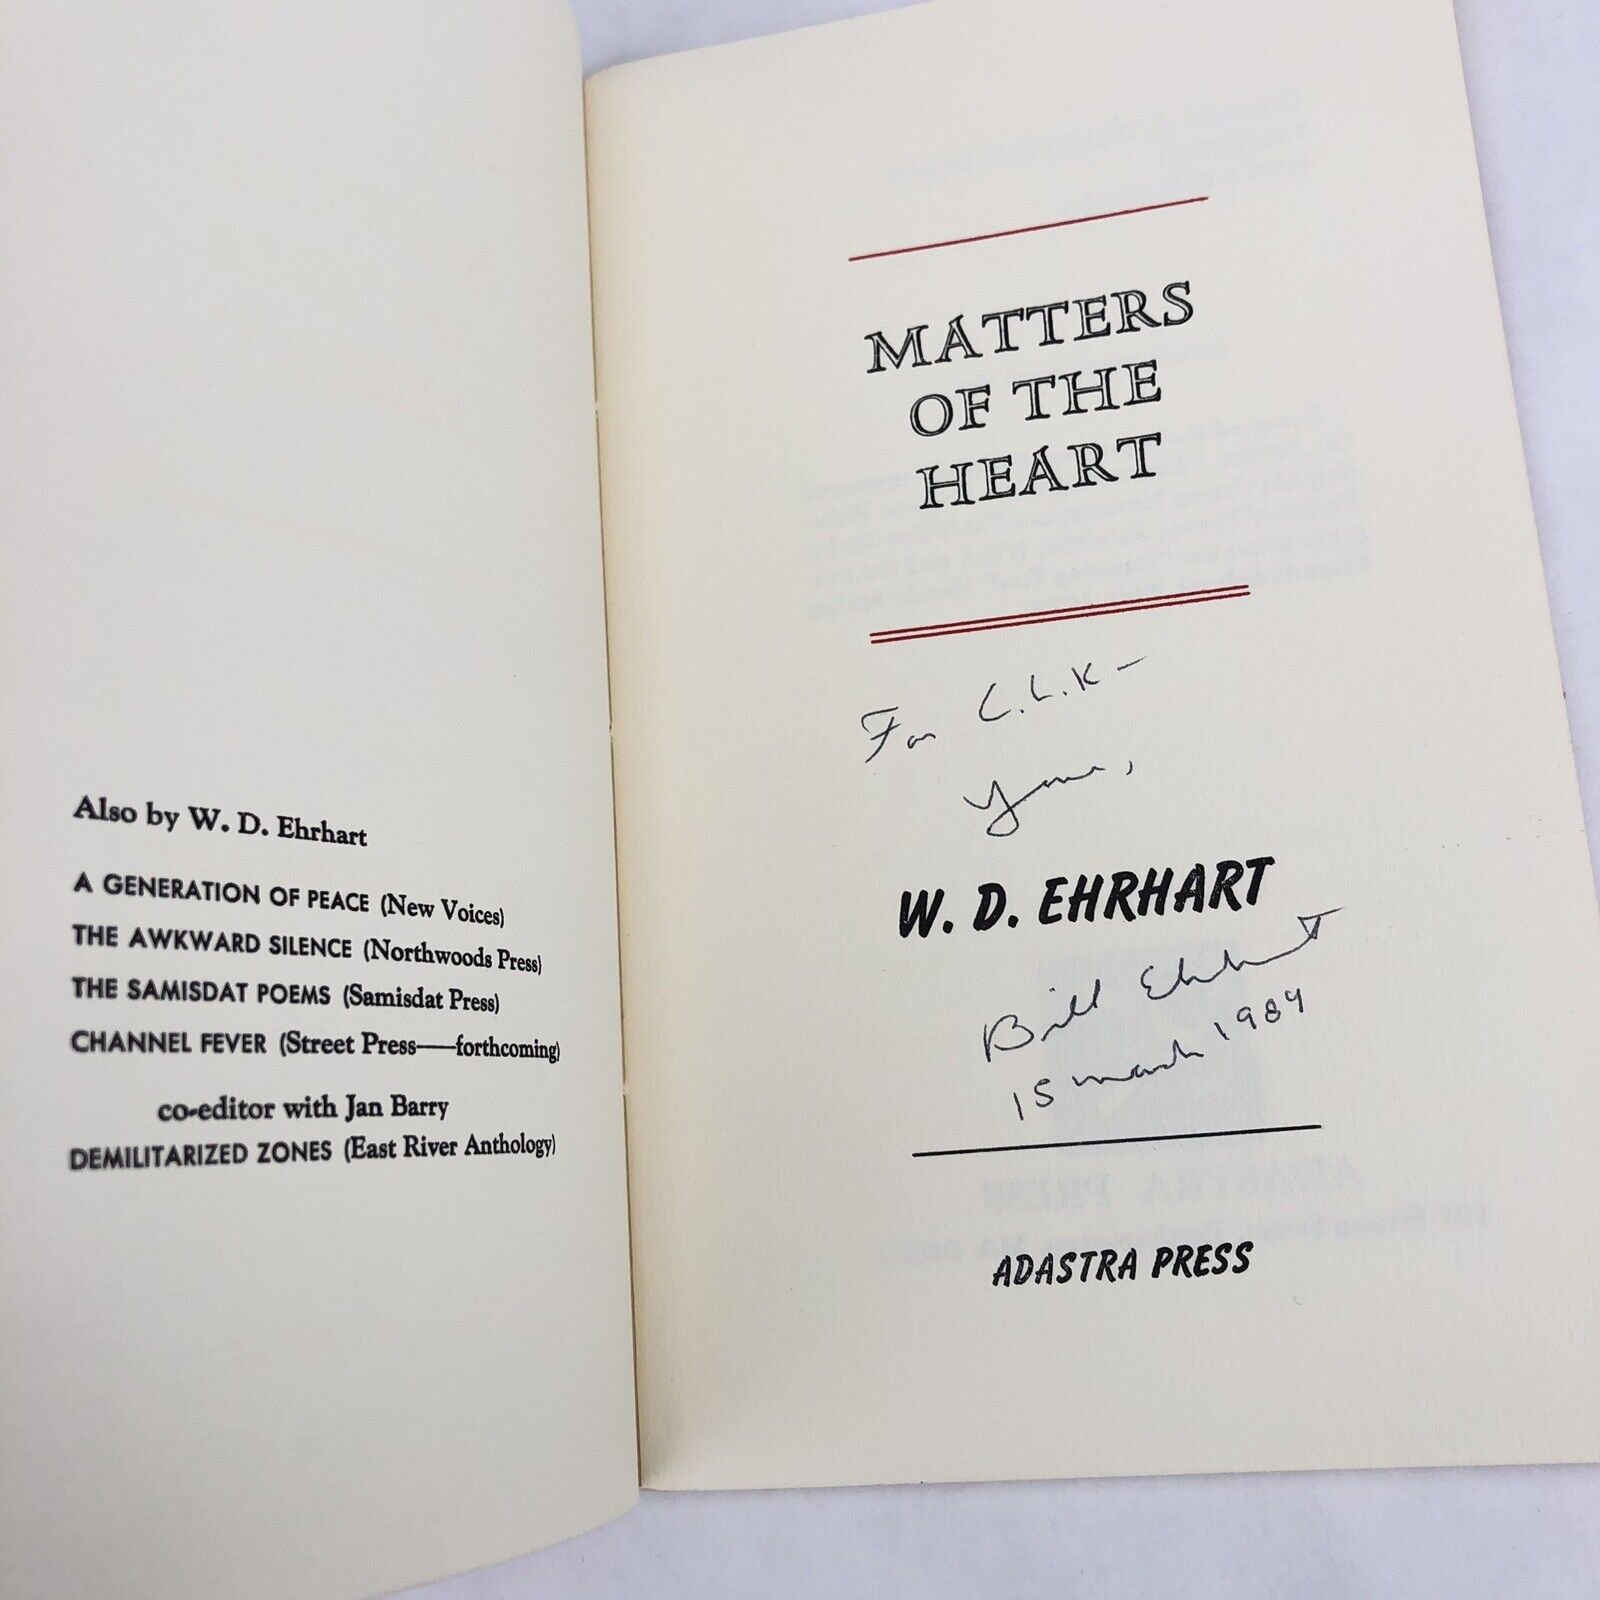 Also by W. D. Ehrhart
A GENERATION OF PEACE (New Voices)
THE AWKWARD SILENCE (Northwoods Press)
THE SAMISDAT POEMS (Samisdat Press)
CHANNEL FEVER (Street Press—forthcoming)
co-editor with Jan Barry
DEMILITARIZED ZONES (East River Anthology)
MATTERS
OF THE
HEART
For C.L.K–
Yours,
W. D. EHRHART
Bill Ehrhart
15 March 1989
ADASTRA PRESS